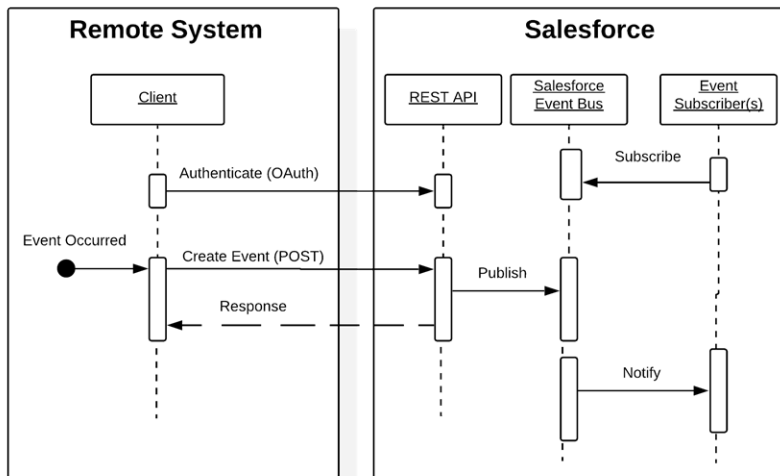 Remote System
Salesforce
Client
REST API
Salesforce
Event Bus
Event
Subscriber(s)
Subscribe
Authenticate (OAuth)
Event Occurred
Create Event (POST)
Publish
Response
Notify